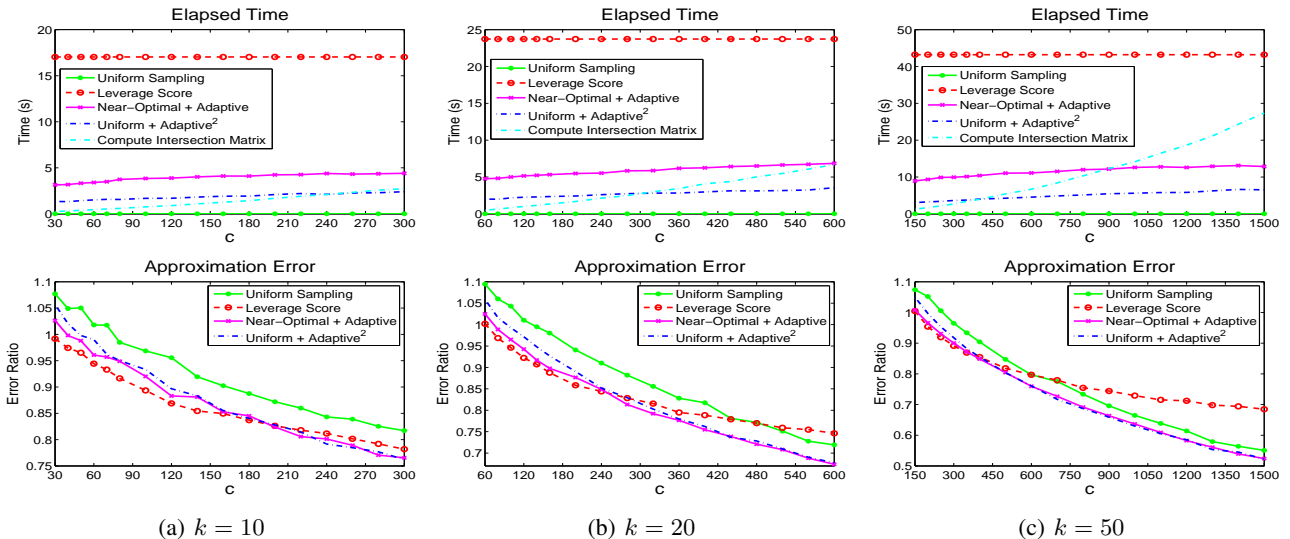 Elapsed Time
20
15
10
5
0
Time (s)
Uniform Sampling
Leverage Score
Near−Optimal + Adaptive
Uniform + Adaptive²
Compute Intersection Matrix
30 60 90 120 150 180 210 240 270 300
c
Elapsed Time
25
20
15
10
5
0
Time (s)
Uniform Sampling
Leverage Score
Near−Optimal + Adaptive
Uniform + Adaptive²
Compute Intersection Matrix
60 120 180 240 300 360 420 480 540 600
c
Elapsed Time
50
40
30
20
10
0
Time (s)
Uniform Sampling
Leverage Score
Near−Optimal + Adaptive
Uniform + Adaptive²
Compute Intersection Matrix
150 300 450 600 750 900 1050 1200 1350 1500
c
Approximation Error
1.1
1.05
1
0.95
0.9
0.85
0.8
0.75
Error Ratio
Uniform Sampling
Leverage Score
Near−Optimal + Adaptive
Uniform + Adaptive²
30 60 90 120 150 180 210 240 270 300
c
Approximation Error
1.1
1.05
1
0.95
0.9
0.85
0.8
0.75
0.7
Error Ratio
Uniform Sampling
Leverage Score
Near−Optimal + Adaptive
Uniform + Adaptive²
60 120 180 240 300 360 420 480 540 600
c
Approximation Error
1.1
1
0.9
0.8
0.7
0.6
0.5
Error Ratio
Uniform Sampling
Leverage Score
Near−Optimal + Adaptive
Uniform + Adaptive²
150 300 450 600 750 900 1050 1200 1350 1500
c
(a) k = 10
(b) k = 20
(c) k = 50